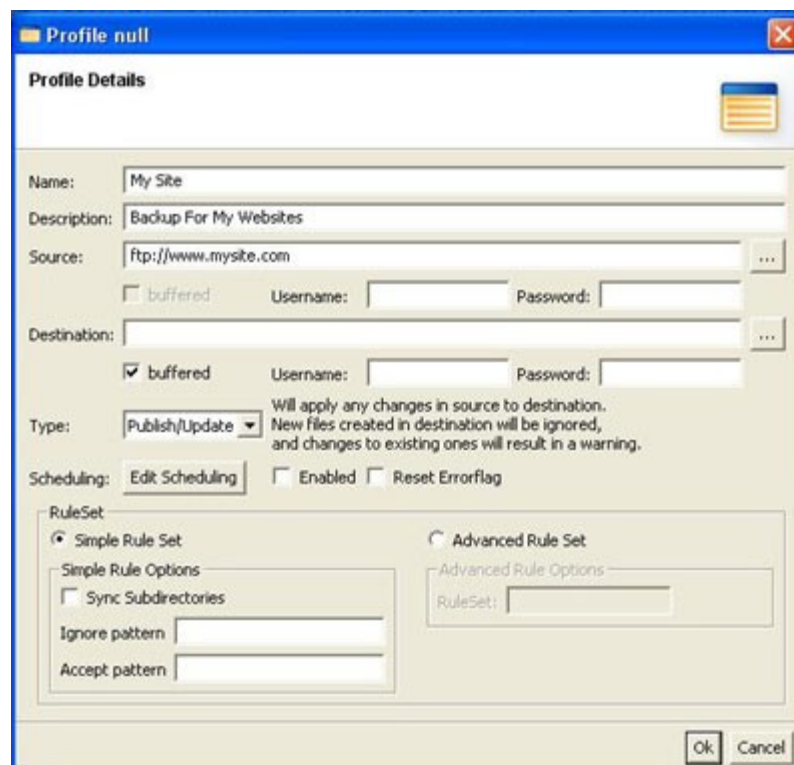 Profile null
Profile Details
Name: My Site
Description: Backup For My Websites
Source: ftp://www.mysite.com ...
buffered Username: Password:
Destination: ...
buffered Username: Password:
Type: Publish/Update Will apply any changes in source to destination.
New files created in destination will be ignored,
and changes to existing ones will result in a warning.
Scheduling: Edit Scheduling Enabled Reset Errorflag
RuleSet
Simple Rule Set Advanced Rule Set
Simple Rule Options Advanced Rule Options
Sync Subdirectories RuleSet:
Ignore pattern
Accept pattern
Ok Cancel